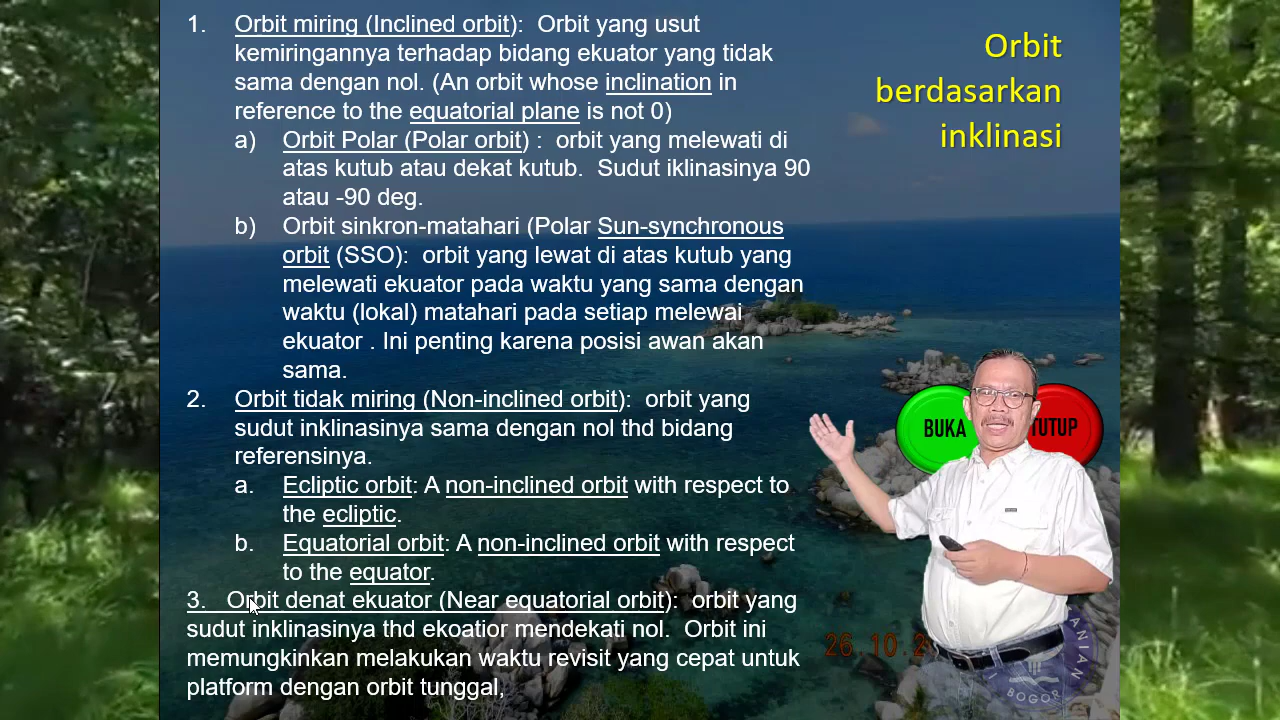 1. Orbit miring (Inclined orbit): Orbit yang usut
kemiringannya terhadap bidang ekuator yang tidak
sama dengan nol. (An orbit whose inclination in
reference to the equatorial plane is not 0)
a) Orbit Polar (Polar orbit) : orbit yang melewati di
atas kutub atau dekat kutub. Sudut iklinasinya 90
atau -90 deg.
b) Orbit sinkron-matahari (Polar Sun-synchronous
orbit (SSO): orbit yang lewat di atas kutub yang
melewati ekuator pada waktu yang sama dengan
waktu (lokal) matahari pada setiap melewai
ekuator . Ini penting karena posisi awan akan
sama.
2. Orbit tidak miring (Non-inclined orbit): orbit yang
sudut inklinasinya sama dengan nol thd bidang
referensinya.
a. Ecliptic orbit: A non-inclined orbit with respect to
the ecliptic.
b. Equatorial orbit: A non-inclined orbit with respect
to the equator.
3. Orbit denat ekuator (Near equatorial orbit): orbit yang
sudut inklinasinya thd ekoatior mendekati nol. Orbit ini
memungkinkan melakukan waktu revisit yang cepat untuk
platform dengan orbit tunggal,
Orbit
berdasarkan
inklinasi
BUKA
TUTUP
26.10.2
BOGOR